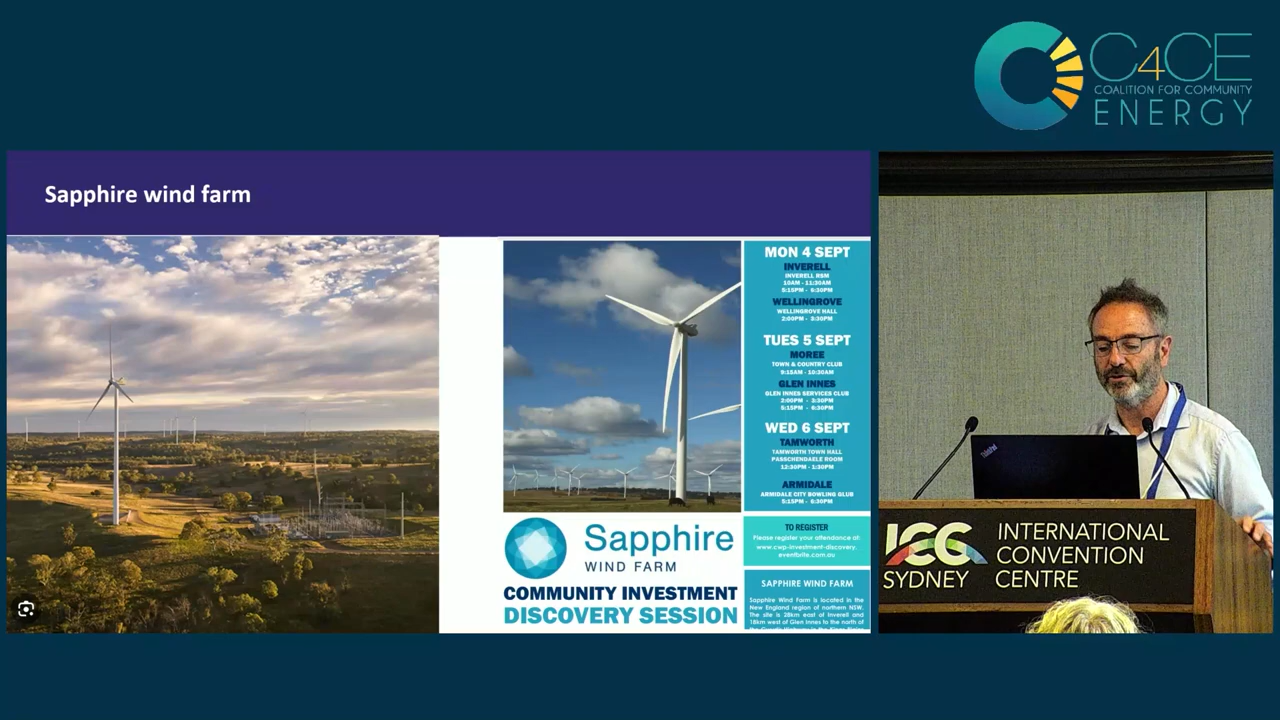 C4CE
COALITION FOR COMMUNITY
ENERGY
Sapphire wind farm
MON 4 SEPT
INVERELL
INVERELL RSM
10AM - 11:30AM
5:15PM - 6:30PM
WELLINGROVE
WELLINGROVE HALL
2:00PM - 3:30PM
TUES 5 SEPT
MOREE
TOWN & COUNTRY CLUB
9:15AM - 10:30AM
GLEN INNES
GLEN INNES SERVICES CLUB
2:00PM - 3:30PM
5:15PM - 6:30PM
WED 6 SEPT
TAMWORTH
TAMWORTH TOWN HALL
PASSCHENDAELE ROOM
12:30PM - 1:30PM
ARMIDALE
ARMIDALE CITY BOWLING CLUB
5:15PM - 6:30PM
TO REGISTER
Please register your attendance at:
www.cwp-investment-discovery.
eventbrite.com.au
Sapphire
WIND FARM
COMMUNITY INVESTMENT
DISCOVERY SESSION
SAPPHIRE WIND FARM
Sapphire Wind Farm is located in the
New England region of northern NSW.
The site is 28km east of Inverell and
18km west of Glen Innes to the north of
ThinkPad
ICC
SYDNEY
INTERNATIONAL
CONVENTION
CENTRE